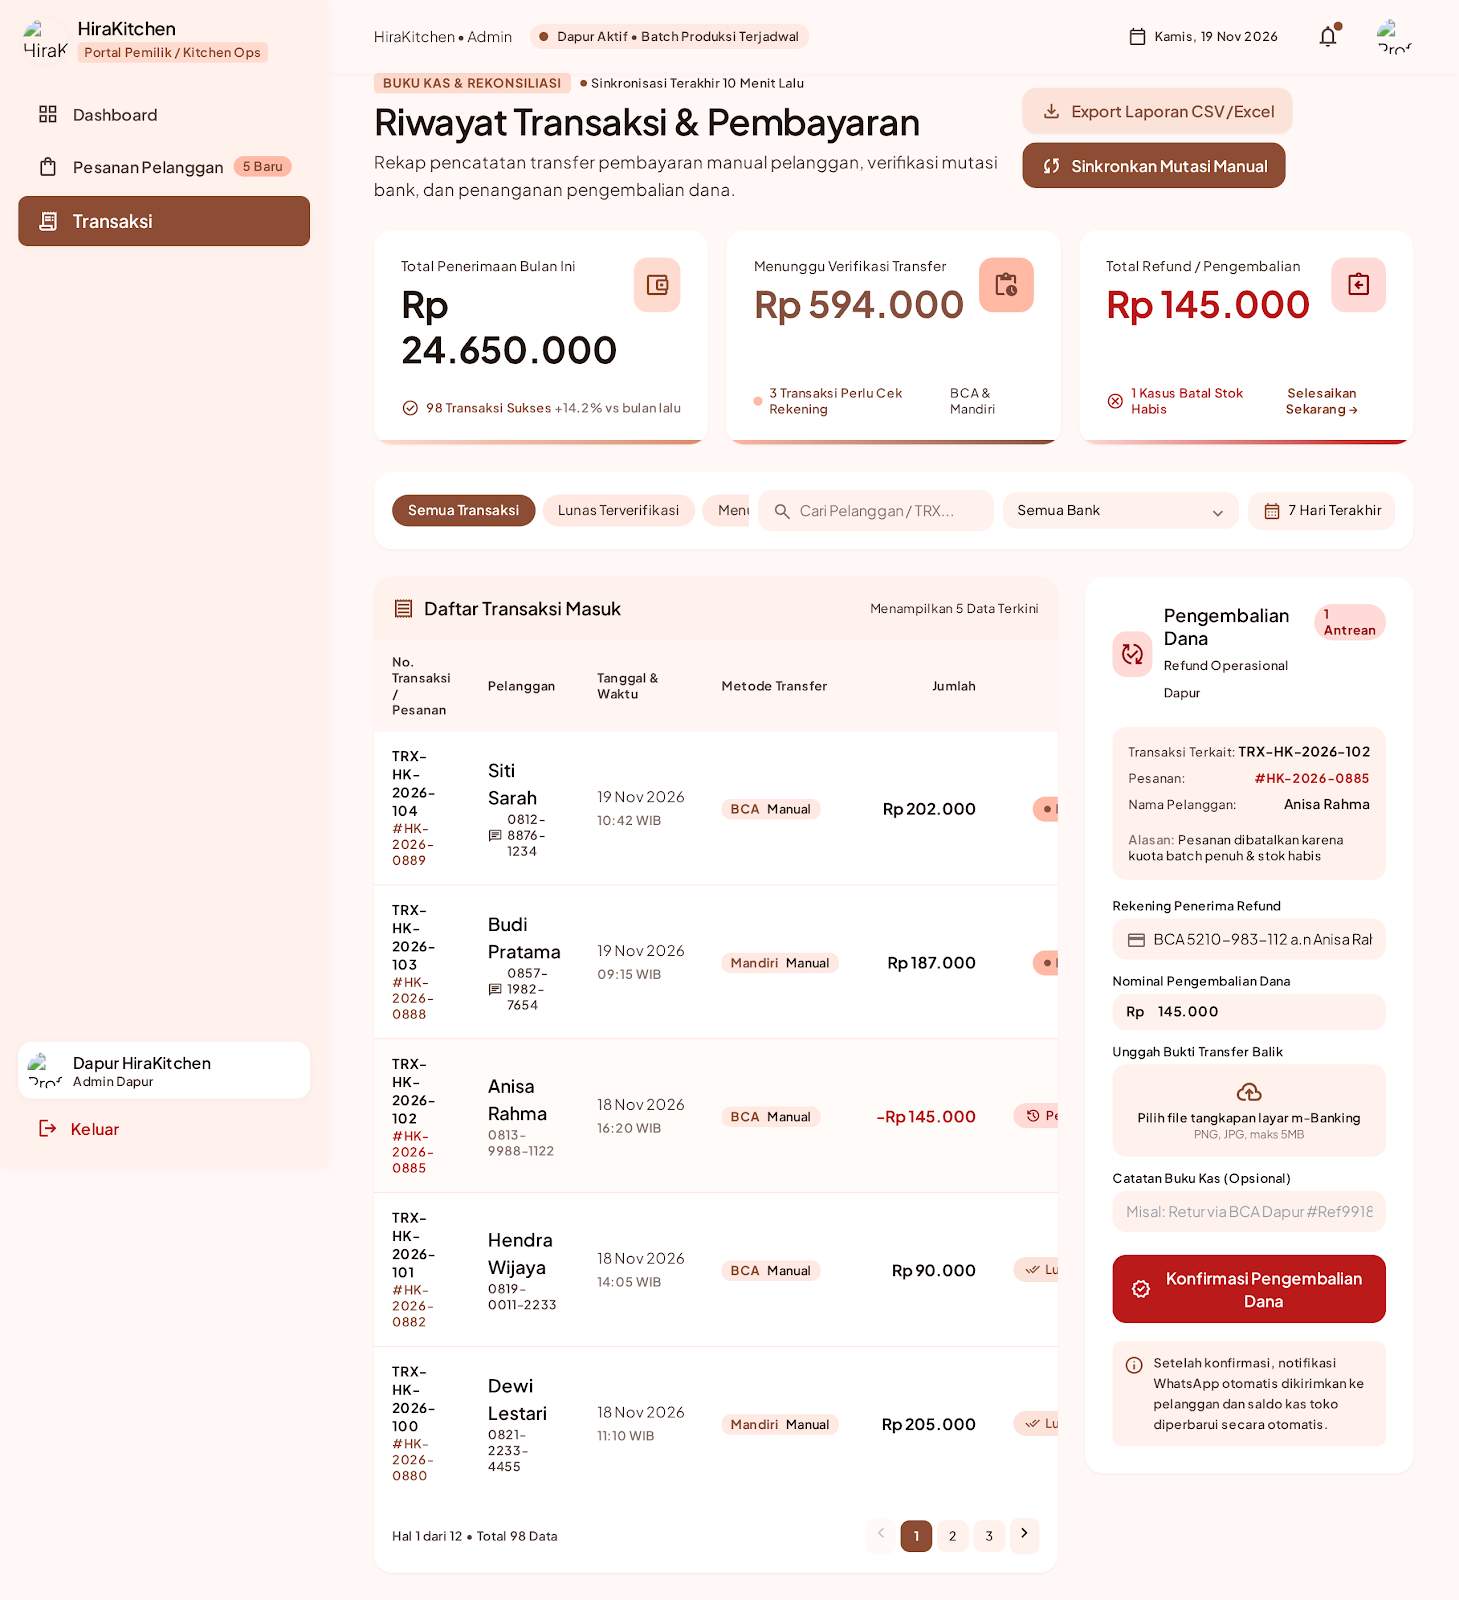 HiraKitchen
Portal Pemilik / Kitchen Ops
Dashboard
Pesanan Pelanggan 5 Baru
Transaksi
Dapur HiraKitchen
Admin Dapur
Keluar
HiraKitchen • Admin
Dapur Aktif • Batch Produksi Terjadwal
Kamis, 19 Nov 2026
BUKU KAS & REKONSILIASI
Sinkronisasi Terakhir 10 Menit Lalu
Riwayat Transaksi & Pembayaran
Rekap pencatatan transfer pembayaran manual pelanggan, verifikasi mutasi
bank, dan penanganan pengembalian dana.
Export Laporan CSV/Excel
Sinkronkan Mutasi Manual
Total Penerimaan Bulan Ini
Rp
24.650.000
98 Transaksi Sukses +14.2% vs bulan lalu
Menunggu Verifikasi Transfer
Rp 594.000
3 Transaksi Perlu Cek
Rekening
BCA &
Mandiri
Total Refund / Pengembalian
Rp 145.000
1 Kasus Batal Stok
Habis
Selesaikan
Sekarang →
Semua Transaksi
Lunas Terverifikasi
Menu
Cari Pelanggan / TRX...
Semua Bank
7 Hari Terakhir
Daftar Transaksi Masuk
Menampilkan 5 Data Terkini
No.
Transaksi
/
Pesanan
Pelanggan
Tanggal &
Waktu
Metode Transfer
Jumlah
TRX-
HK-
2026-
104
#HK-
2026-
0889
Siti
Sarah
0812-
8876-
1234
19 Nov 2026
10:42 WIB
BCA Manual
Rp 202.000
TRX-
HK-
2026-
103
#HK-
2026-
0888
Budi
Pratama
0857-
1982-
7654
19 Nov 2026
09:15 WIB
Mandiri Manual
Rp 187.000
TRX-
HK-
2026-
102
#HK-
2026-
0885
Anisa
Rahma
0813-
9988-1122
18 Nov 2026
16:20 WIB
BCA Manual
-Rp 145.000
Pe
TRX-
HK-
2026-
101
#HK-
2026-
0882
Hendra
Wijaya
0819-
0011-2233
18 Nov 2026
14:05 WIB
BCA Manual
Rp 90.000
Lu
TRX-
HK-
2026-
100
#HK-
2026-
0880
Dewi
Lestari
0821-
2233-
4455
18 Nov 2026
11:10 WIB
Mandiri Manual
Rp 205.000
Lu
Hal 1 dari 12 • Total 98 Data
1
2
3
Pengembalian
Dana
Refund Operasional
Dapur
1
Antrean
Transaksi Terkait: TRX-HK-2026-102
Pesanan: #HK-2026-0885
Nama Pelanggan: Anisa Rahma
Alasan: Pesanan dibatalkan karena
kuota batch penuh & stok habis
Rekening Penerima Refund
BCA 5210-983-112 a.n Anisa Rah
Nominal Pengembalian Dana
Rp 145.000
Unggah Bukti Transfer Balik
Pilih file tangkapan layar m-Banking
PNG, JPG, maks 5MB
Catatan Buku Kas (Opsional)
Misal: Retur via BCA Dapur #Ref9918
Konfirmasi Pengembalian
Dana
Setelah konfirmasi, notifikasi
WhatsApp otomatis dikirimkan ke
pelanggan dan saldo kas toko
diperbarui secara otomatis.